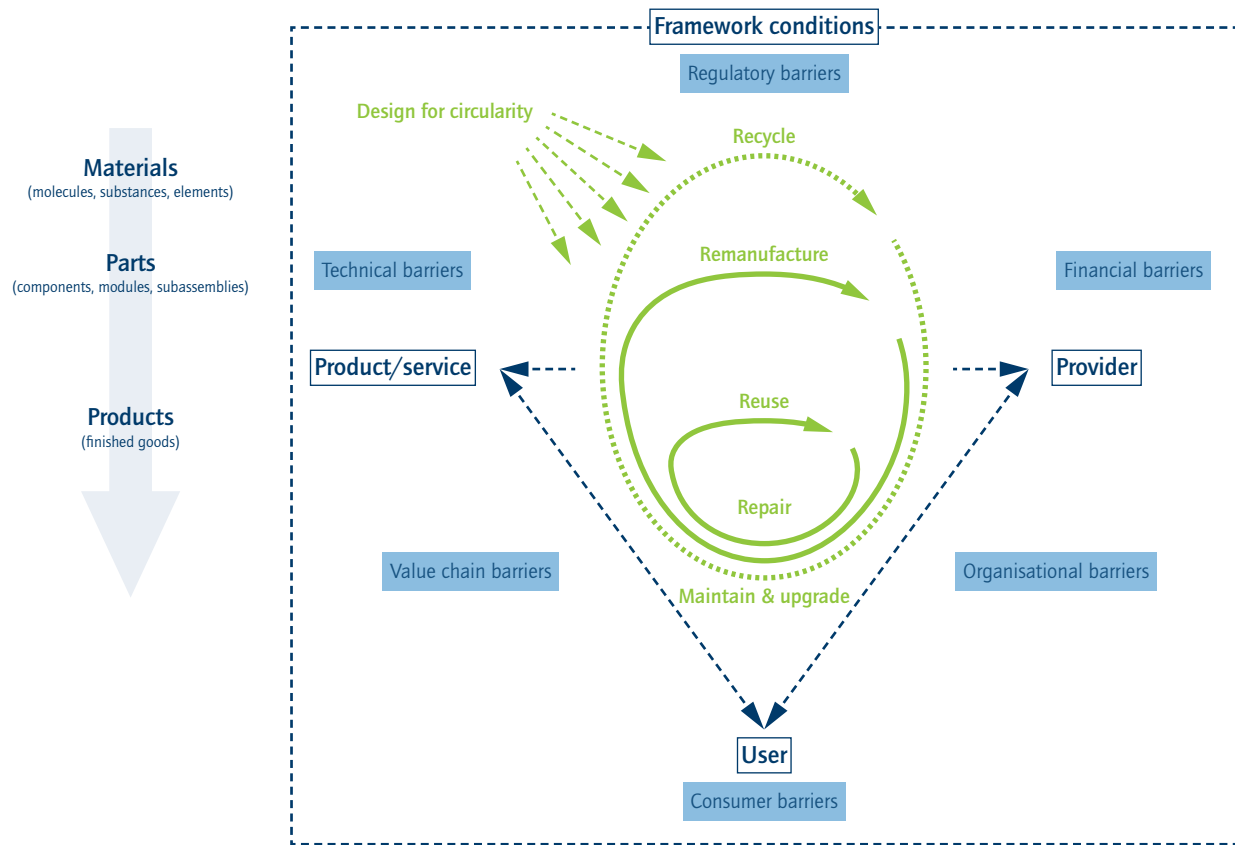 Framework conditions
Regulatory barriers
Design for circularity
Recycle
Materials
(molecules, substances, elements)
Remanufacture
Parts
(components, modules, subassemblies)
Technical barriers
Financial barriers
Product/service
Provider
Reuse
Products
(finished goods)
Repair
Value chain barriers
Organisational barriers
Maintain & upgrade
User
Consumer barriers